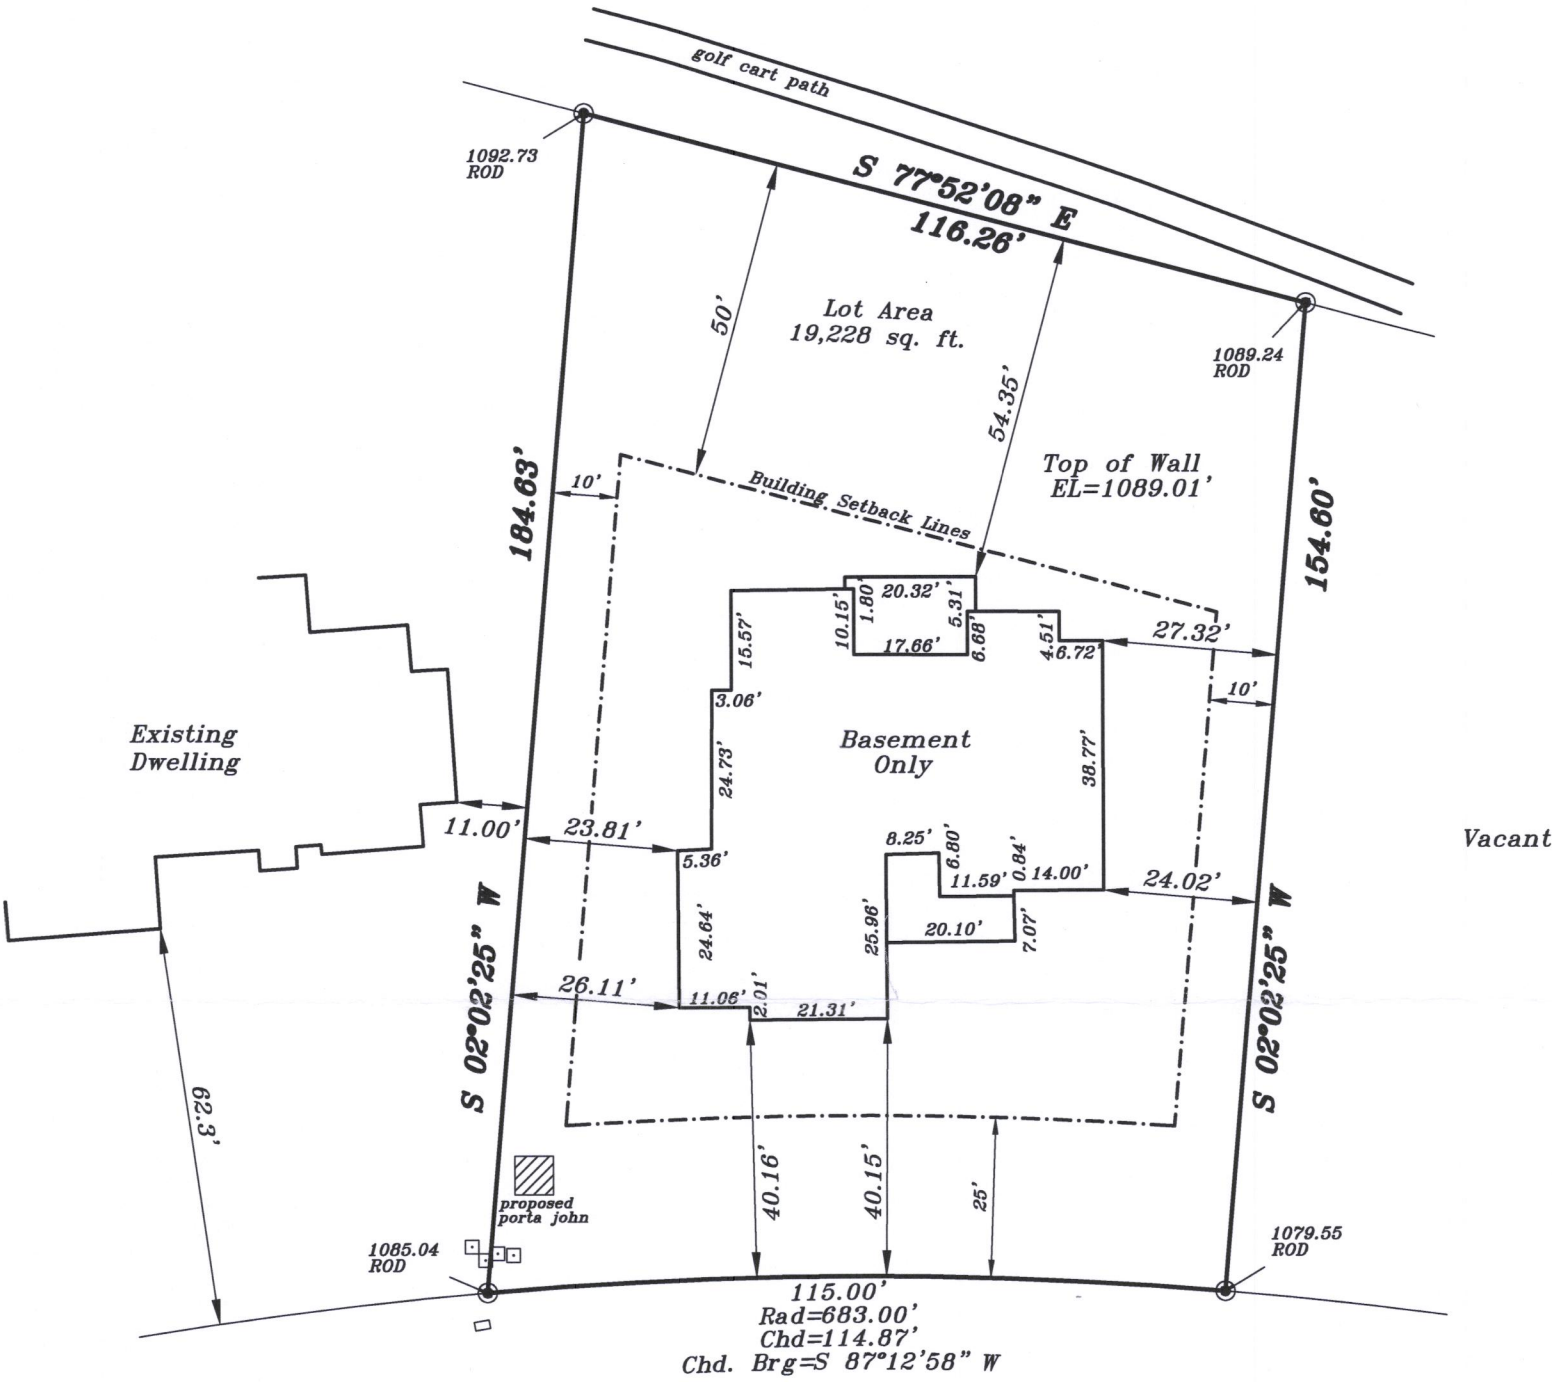 golf cart path
1092.73
ROD
S 77°52'08" E
116.26'
50'
Lot Area
19,228 sq. ft.
1089.24
ROD
54.35'
184.63'
10'
Building Setback Lines
Top of Wall
EL=1089.01'
154.60'
20.32'
1.80'
10.15'
5.31'
17.66'
6.68'
4.51'
6.72'
27.32'
15.57'
3.06'
10'
Existing
Dwelling
Basement
Only
24.73'
38.77'
11.00'
23.81'
5.36'
8.25'
6.80'
0.84'
11.59'
14.00'
24.02'
Vacant
24.64'
25.96'
20.10'
7.07'
S 02°02'25" W
26.11'
11.06'
2.01'
21.31'
S 02°02'25" W
62.3'
40.16'
40.15'
25'
proposed
porta john
1085.04
ROD
1079.55
ROD
115.00'
Rad=683.00'
Chd=114.87'
Chd. Brg=S 87°12'58" W